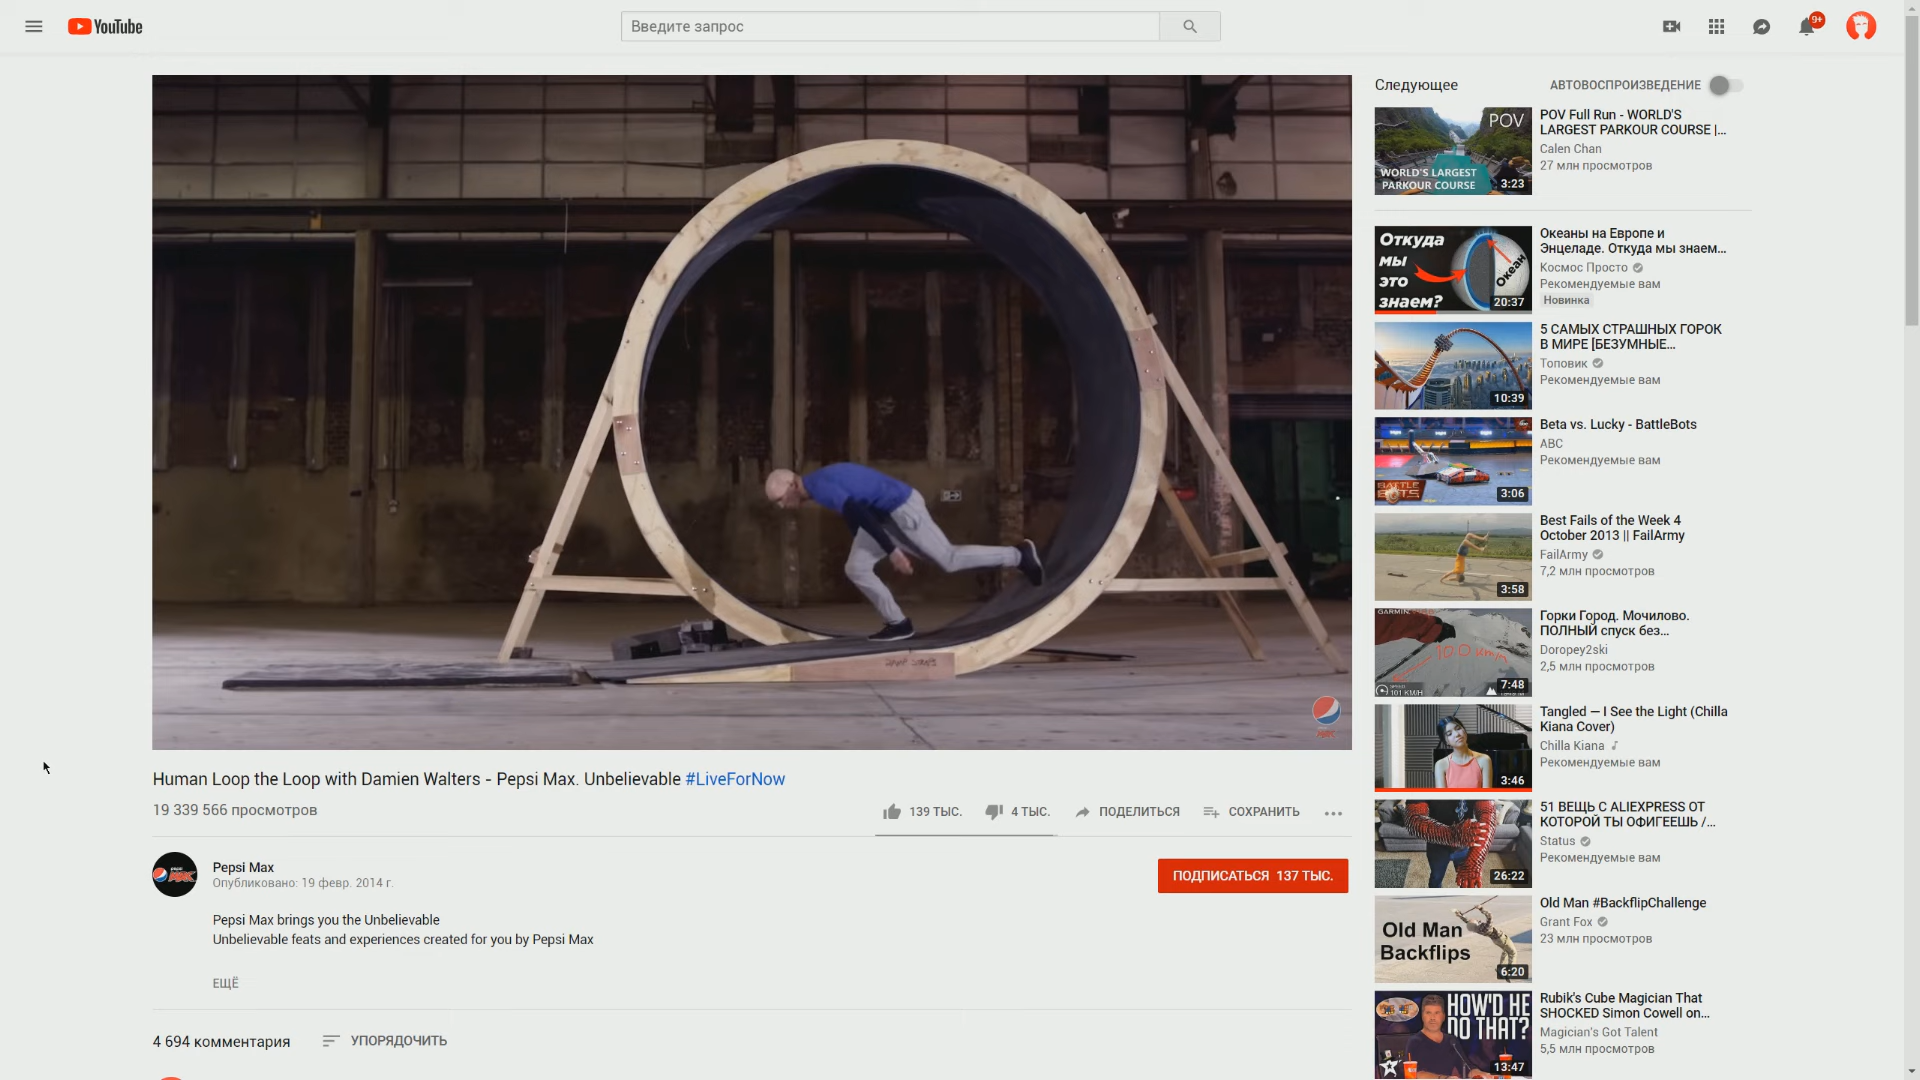 YouTube
Введите запрос
9+
Human Loop the Loop with Damien Walters - Pepsi Max. Unbelievable #LiveForNow
19 339 566 просмотров
139 ТЫС.
4 ТЫС.
ПОДЕЛИТЬСЯ
СОХРАНИТЬ
Pepsi Max
Опубликовано: 19 февр. 2014 г.
ПОДПИСАТЬСЯ 137 ТЫС.
Pepsi Max brings you the Unbelievable
Unbelievable feats and experiences created for you by Pepsi Max
ЕЩЁ
4 694 комментария
УПОРЯДОЧИТЬ
Следующее
АВТОВОСПРОИЗВЕДЕНИЕ
POV
WORLD'S LARGEST
PARKOUR COURSE
3:23
POV Full Run - WORLD'S
LARGEST PARKOUR COURSE |...
Calen Chan
27 млн просмотров
Откуда
мы
это
знаем?
Океан
20:37
Океаны на Европе и
Энцеладе. Откуда мы знаем...
Космос Просто
Рекомендуемые вам
Новинка
10:39
5 САМЫХ СТРАШНЫХ ГОРОК
В МИРЕ [БЕЗУМНЫЕ...
Топовик
Рекомендуемые вам
BATTLE
BOTS
3:06
Beta vs. Lucky - BattleBots
ABC
Рекомендуемые вам
3:58
Best Fails of the Week 4
October 2013 || FailArmy
FailArmy
7,2 млн просмотров
GARMIN
101 KM/H
7:48
Горки Город. Мочилово.
ПОЛНЫЙ спуск без...
Doropey2ski
2,5 млн просмотров
3:46
Tangled — I See the Light (Chilla
Kiana Cover)
Chilla Kiana
Рекомендуемые вам
26:22
51 ВЕЩЬ С ALIEXPRESS ОТ
КОТОРОЙ ТЫ ОФИГЕЕШЬ /...
Status
Рекомендуемые вам
Old Man
Backflips
6:20
Old Man #BackflipChallenge
Grant Fox
23 млн просмотров
HOW'D HE
DO THAT?
13:47
Rubik's Cube Magician That
SHOCKED Simon Cowell on...
Magician's Got Talent
5,5 млн просмотров